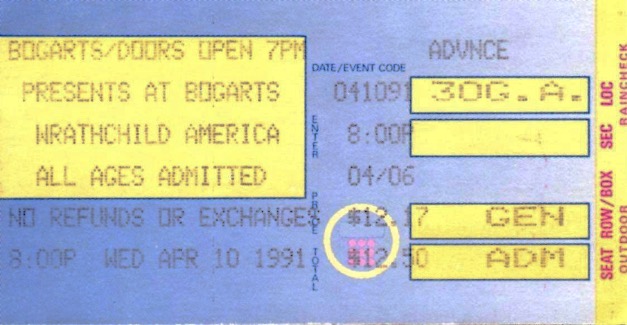 BOGARTS/DOORS OPEN 7PM
PRESENTS AT BOGARTS
WRATHCHILD AMERICA
ALL AGES ADMITTED
NO REFUNDS OR EXCHANGES
8:00P WED APR 10 1991
DATE/EVENT CODE
ENTER
PRICE TOTAL
041091
8:00P
04/06
$12.17
$12.50
ADVNCE
30G.A.
GEN
ADM
SEAT ROW/BOX SEC LOC
OUTDOOR RAINCHECK